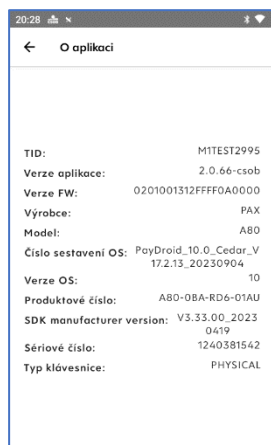 20:28
O aplikaci
TID: M1TEST2995
Verze aplikace: 2.0.66-csob
Verze FW: 0201001312FFFF0A0000
Výrobce: PAX
Model: A80
Číslo sestavení OS: PayDroid_10.0_Cedar_V
17.2.13_20230904
Verze OS: 10
Produktové číslo: A80-0BA-RD6-01AU
SDK manufacturer version: V3.33.00_2023
0419
Sériové číslo: 1240381542
Typ klávesnice: PHYSICAL